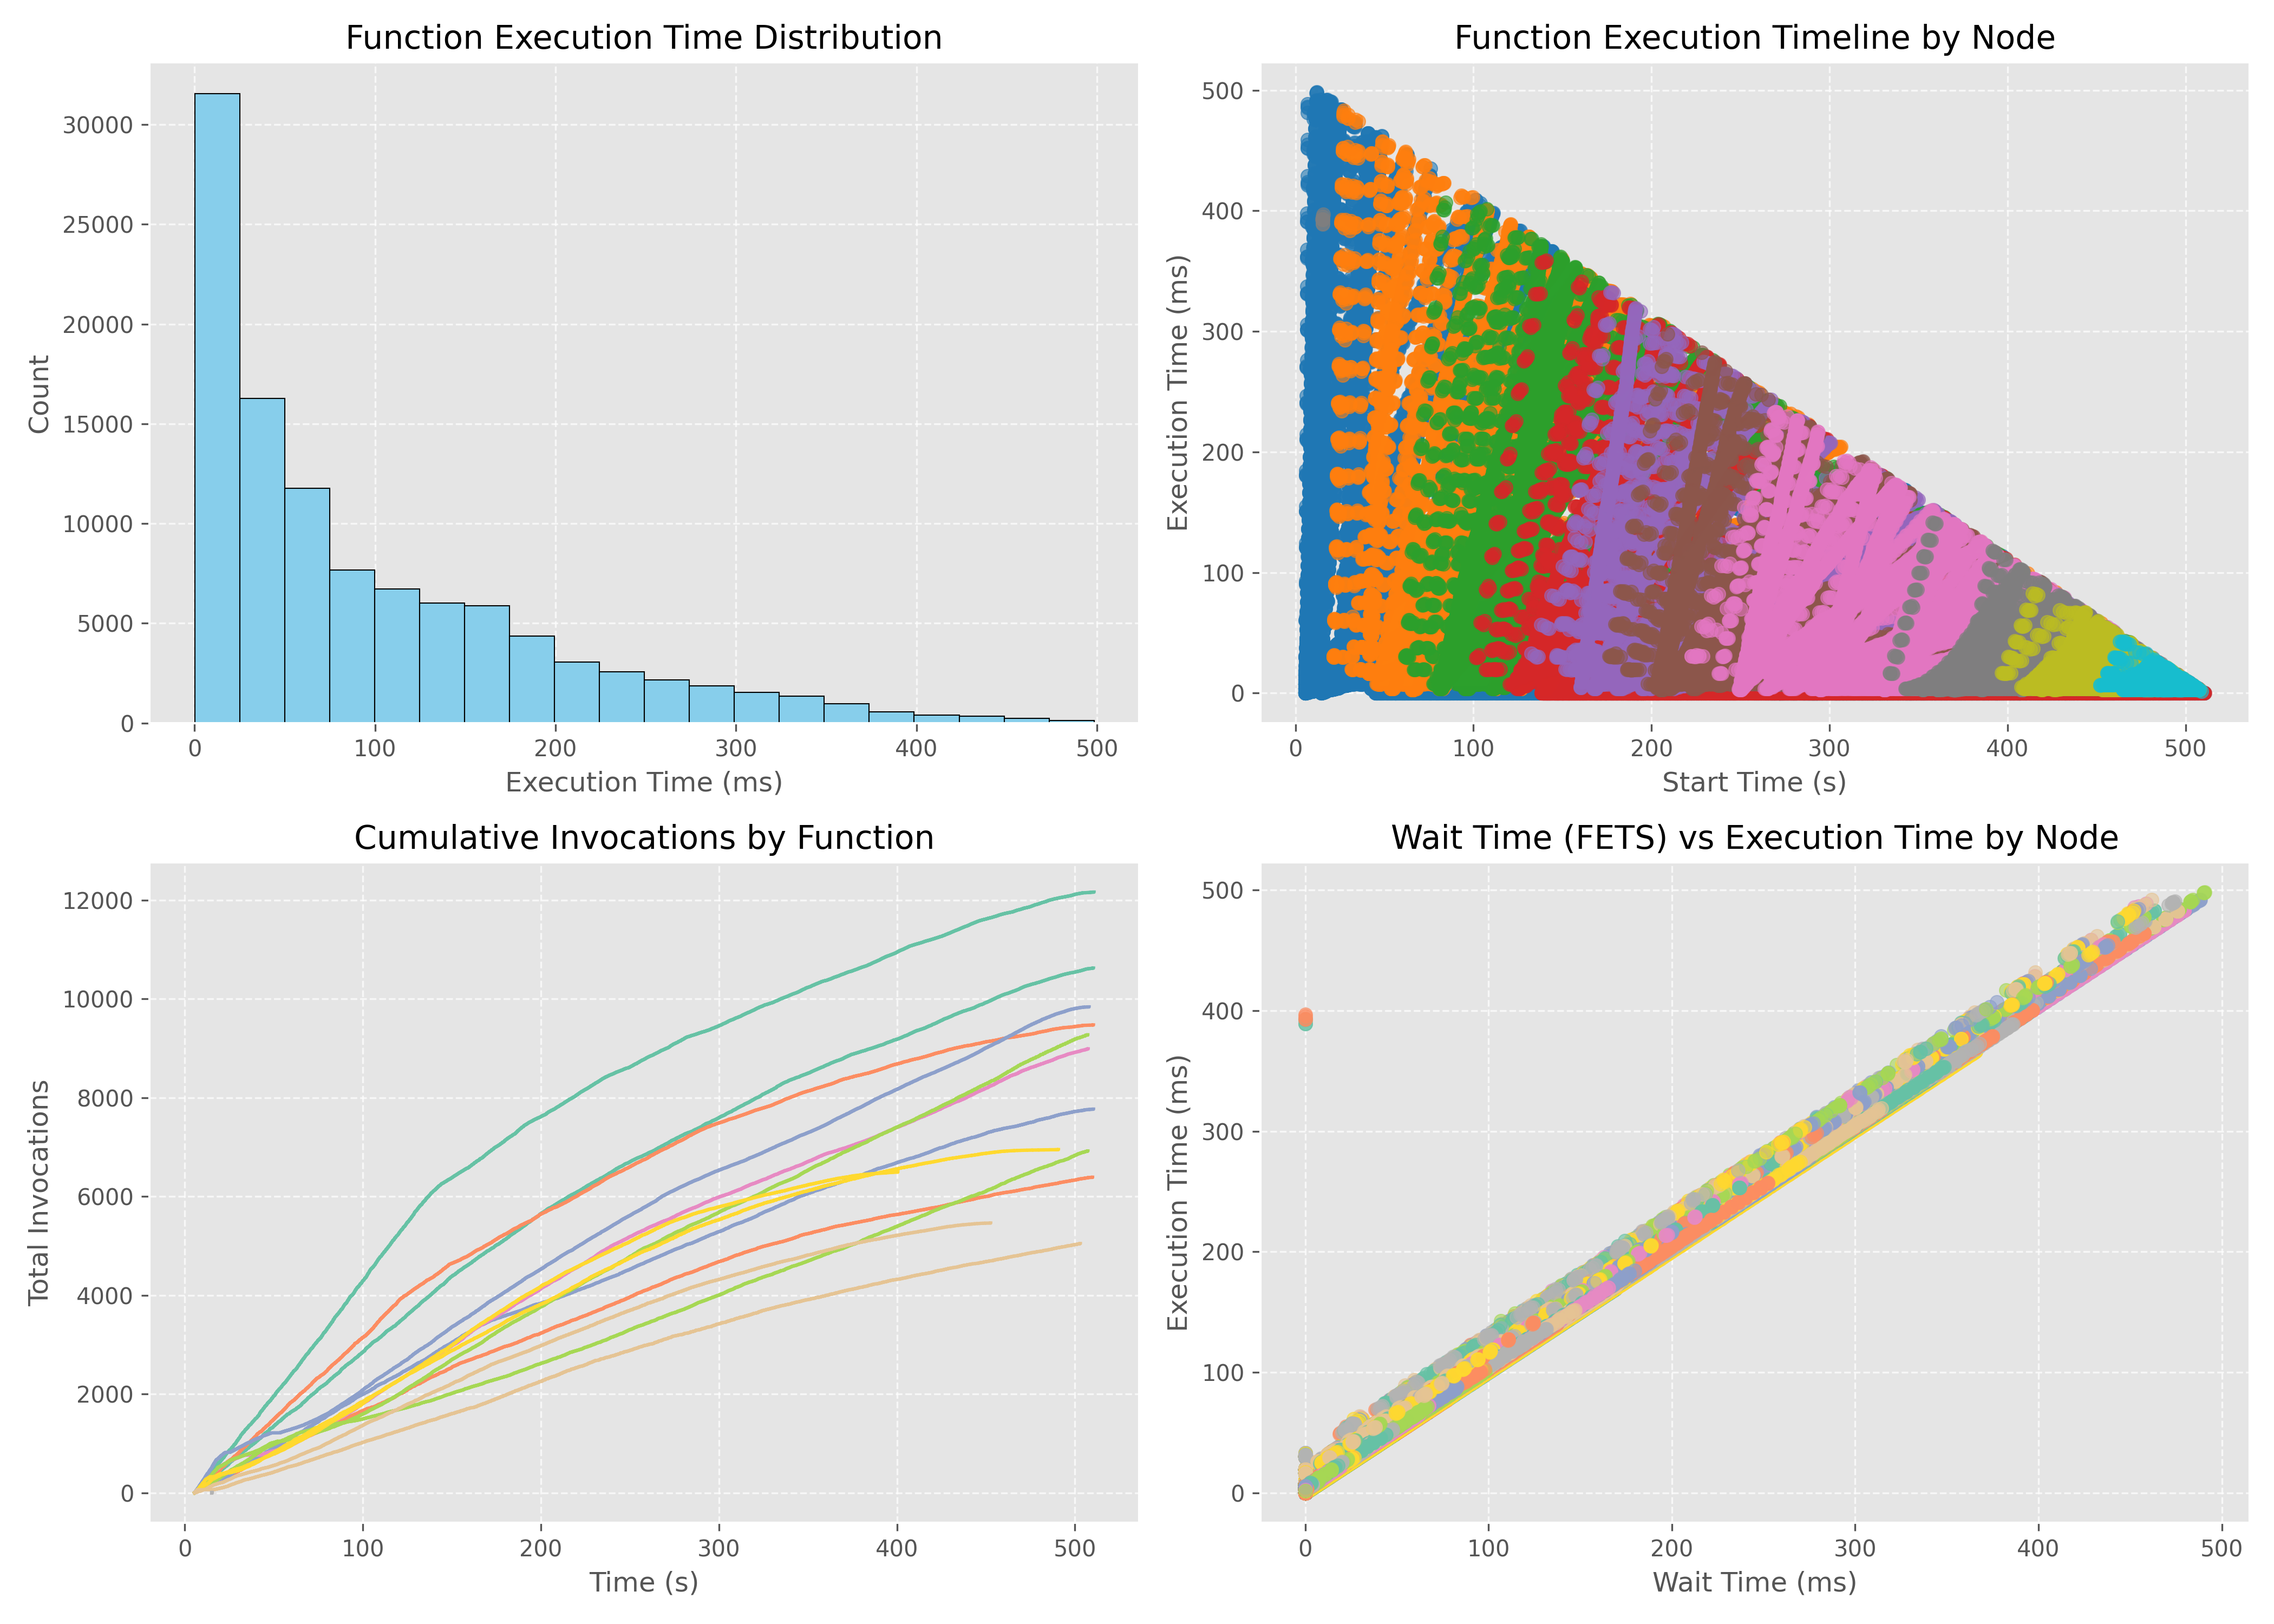 Function Execution Time Distribution
30000
25000
20000
15000
10000
5000
0
Count
0 100 200 300 400 500
Execution Time (ms)
Function Execution Timeline by Node
500
400
300
200
100
0
Execution Time (ms)
0 100 200 300 400 500
Start Time (s)
Cumulative Invocations by Function
12000
10000
8000
6000
4000
2000
0
Total Invocations
0 100 200 300 400 500
Time (s)
Wait Time (FETS) vs Execution Time by Node
500
400
300
200
100
0
Execution Time (ms)
0 100 200 300 400 500
Wait Time (ms)